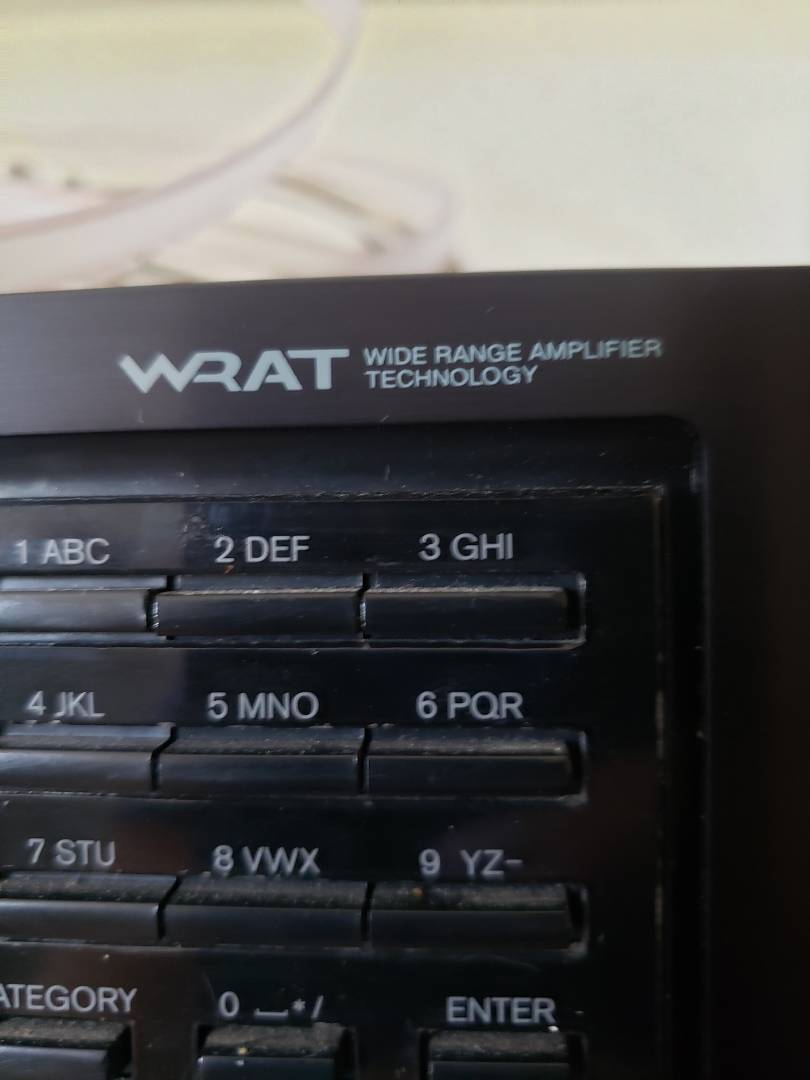 WRAT WIDE RANGE AMPLIFIER
TECHNOLOGY
1 ABC 2 DEF 3 GHI
4 JKL 5 MNO 6 PQR
7 STU 8 VWX 9 YZ-
ATEGORY 0 ⎵*/ ENTER